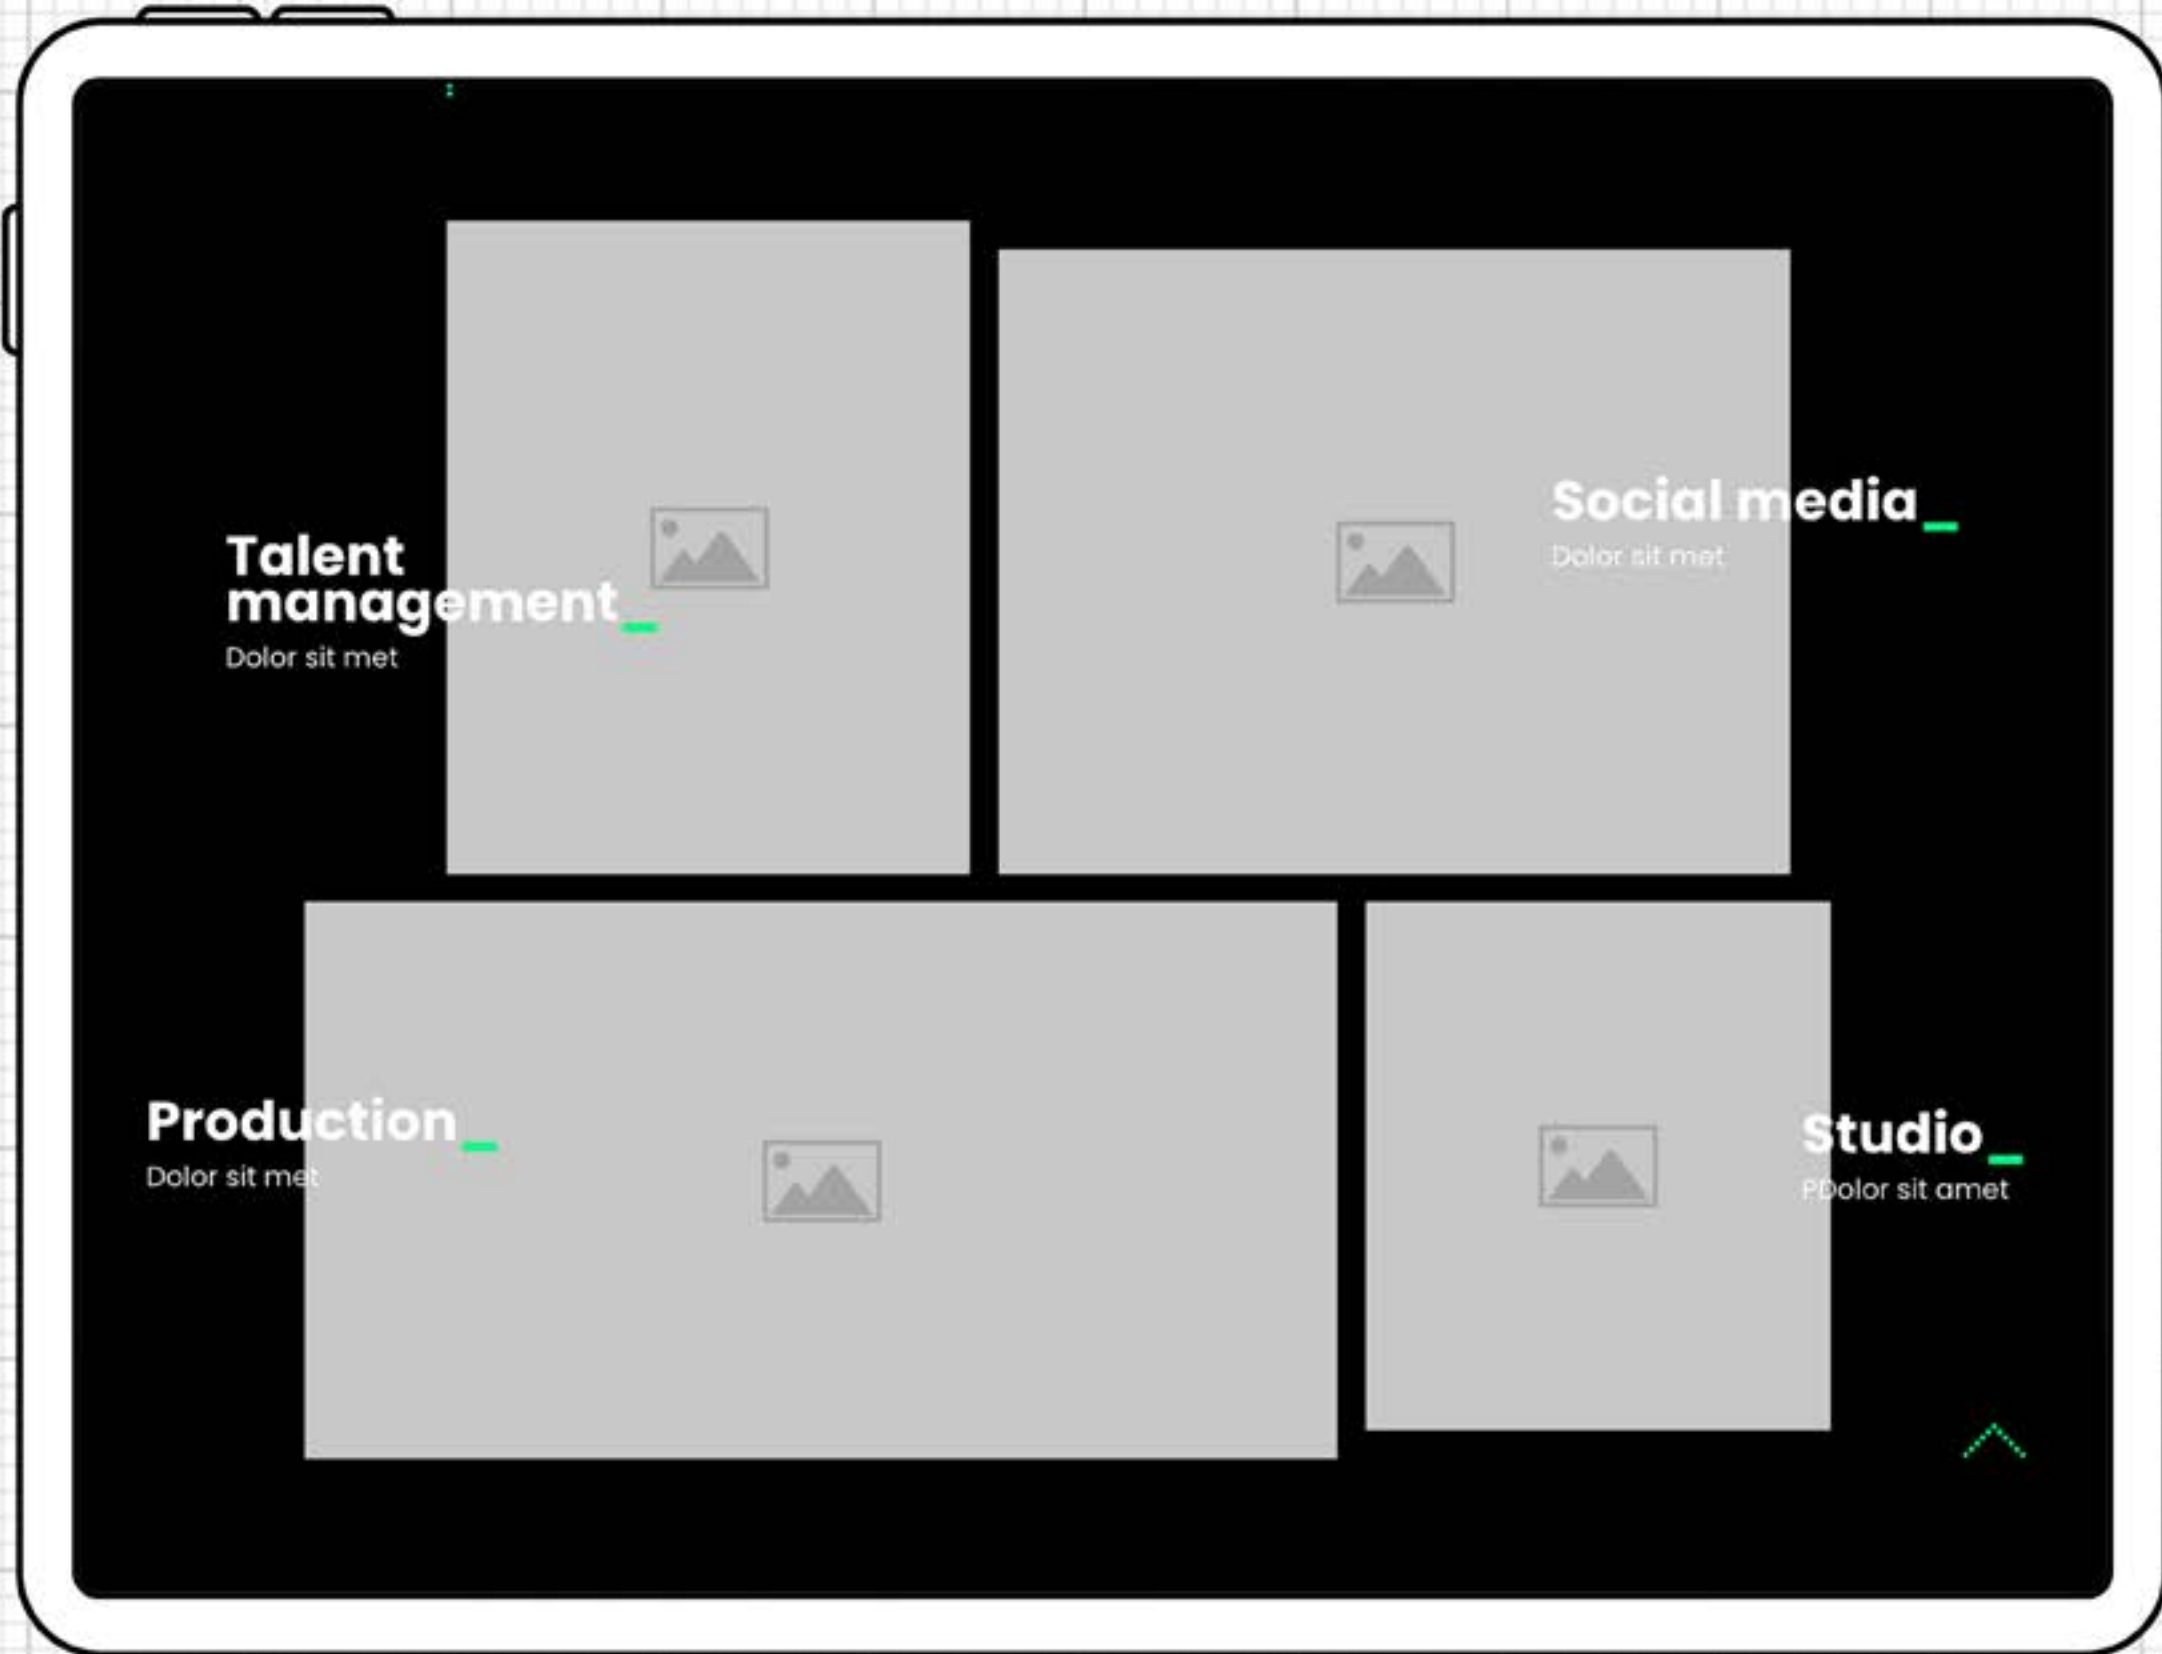 Talent
management_
Dolor sit met
Social media_
Dolor sit met
Production_
Dolor sit met
Studio_
PDolor sit amet